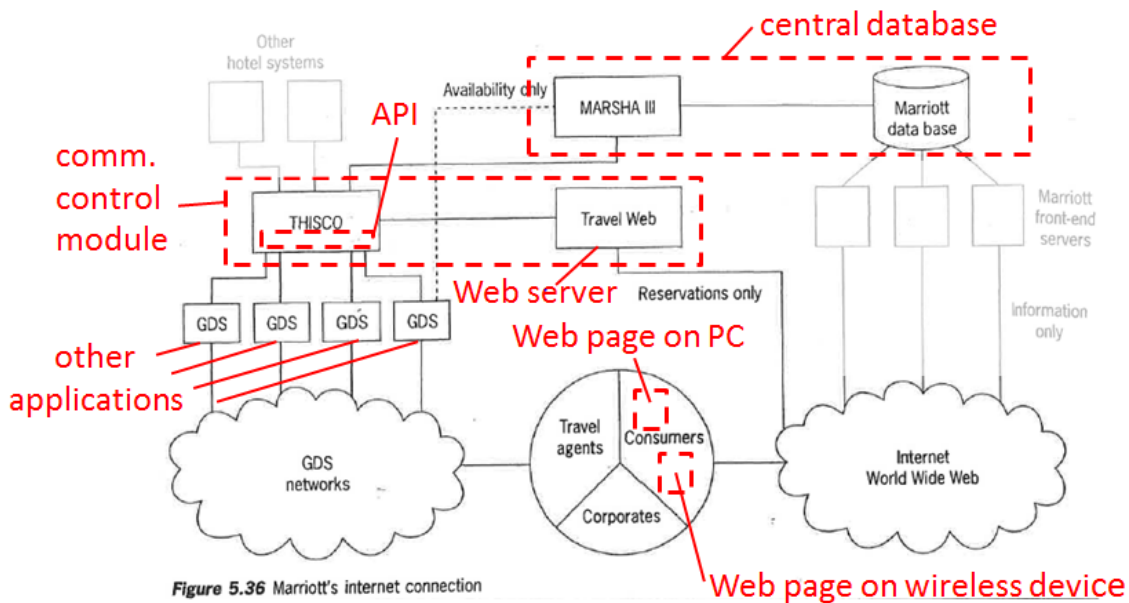 central database
Other
hotel systems
Availability only
API
MARSHA III
Marriott
data base
comm.
control
module
THISCO
Travel Web
Marriott
front-end
servers
Web server
Reservations only
Information
only
GDS
GDS
GDS
GDS
Web page on PC
other
applications
Travel
agents
Consumers
Corporates
GDS
networks
Internet
World Wide Web
Web page on wireless device
Figure 5.36 Marriott's internet connection